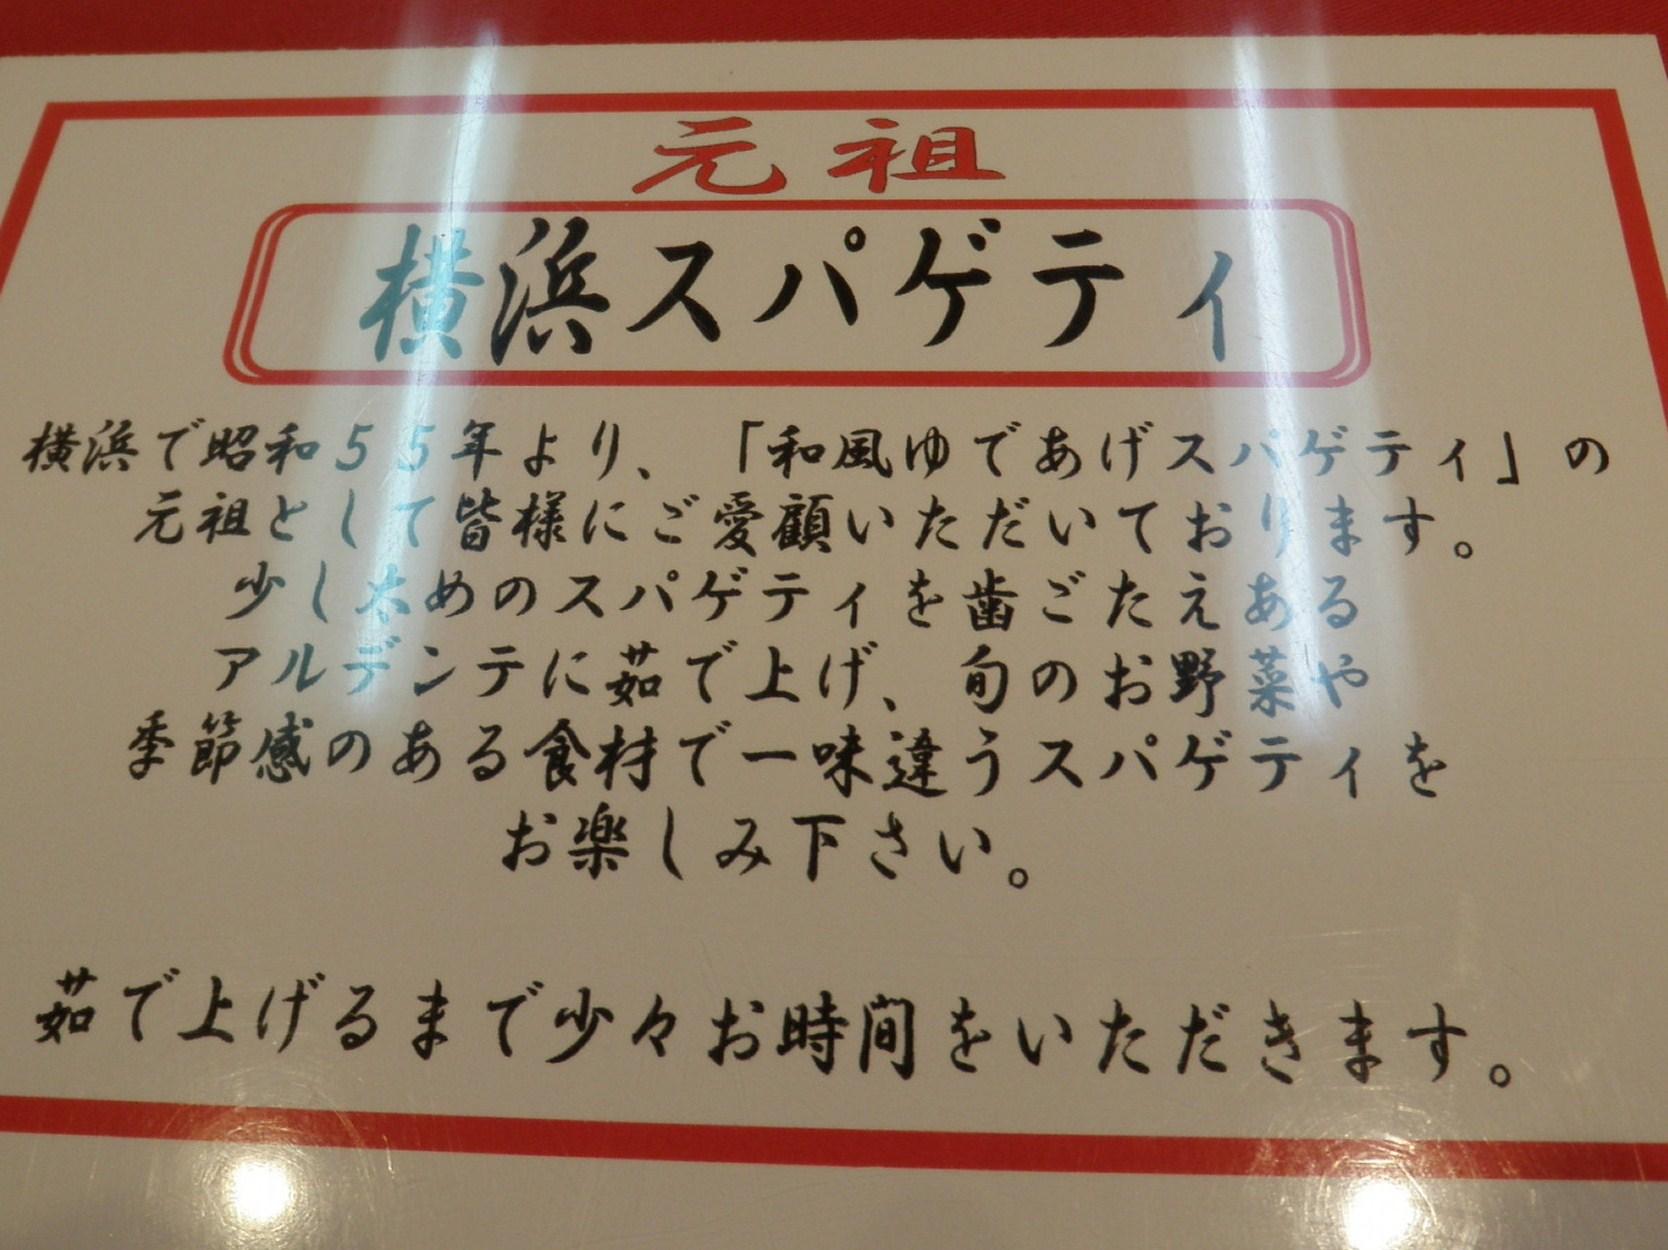 元祖
横浜スパゲティ
横浜で昭和55年より、「和風ゆであげスパゲティ」の
元祖として皆様にご愛顧いただいております。
少し太めのスパゲティを歯ごたえある
アルデンテに茹で上げ、旬のお野菜や
季節感のある食材で一味違うスパゲティを
お楽しみ下さい。
茹で上げるまで少々お時間をいただきます。